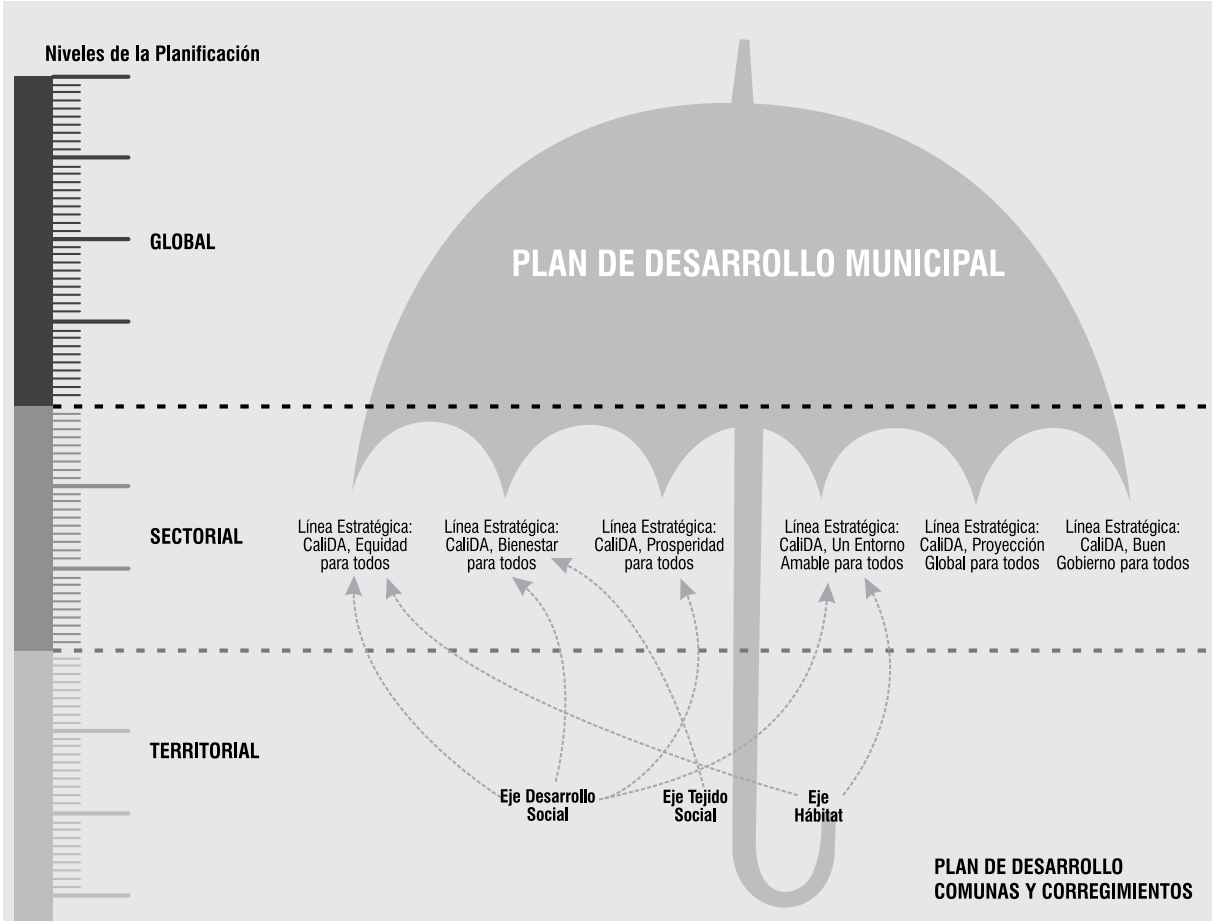 Niveles de la Planificación
GLOBAL
PLAN DE DESARROLLO MUNICIPAL
SECTORIAL
Línea Estratégica:
CaliDA, Equidad
para todos
Línea Estratégica:
CaliDA, Bienestar
para todos
Línea Estratégica:
CaliDA, Prosperidad
para todos
Línea Estratégica:
CaliDA, Un Entorno
Amable para todos
Línea Estratégica:
CaliDA, Proyección
Global para todos
Línea Estratégica:
CaliDA, Buen
Gobierno para todos
TERRITORIAL
Eje Desarrollo
Social
Eje Tejido
Social
Eje
Hábitat
PLAN DE DESARROLLO
COMUNAS Y CORREGIMIENTOS